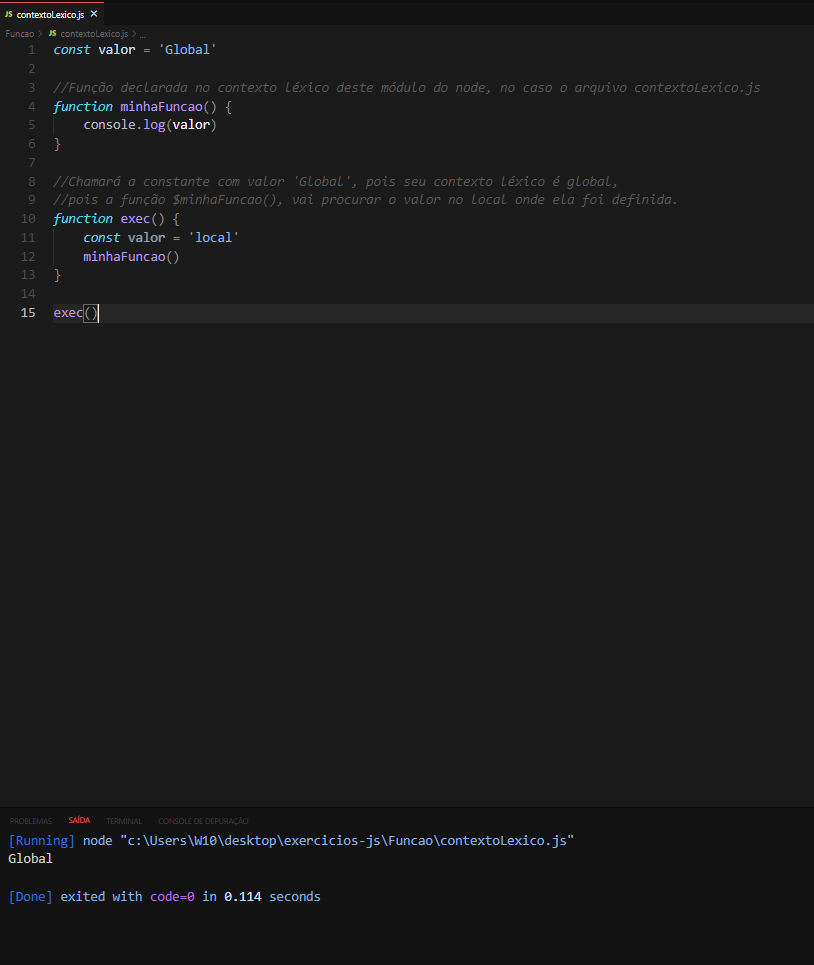 JS contextoLexico.js ×
Funcao > JS contextoLexico.js > ...
1 const valor = 'Global'
2
3 //Função declarada no contexto léxico deste módulo do node, no caso o arquivo contextoLexico.js
4 function minhaFuncao() {
5 console.log(valor)
6 }
7
8 //Chamará a constante com valor 'Global', pois seu contexto léxico é global,
9 //pois a função $minhaFuncao(), vai procurar o valor no local onde ela foi definida.
10 function exec() {
11 const valor = 'local'
12 minhaFuncao()
13 }
14
15 exec()
PROBLEMAS SAÍDA TERMINAL CONSOLE DE DEPURAÇÃO
[Running] node "c:\Users\W10\desktop\exercicios-js\Funcao\contextoLexico.js"
Global
[Done] exited with code=0 in 0.114 seconds